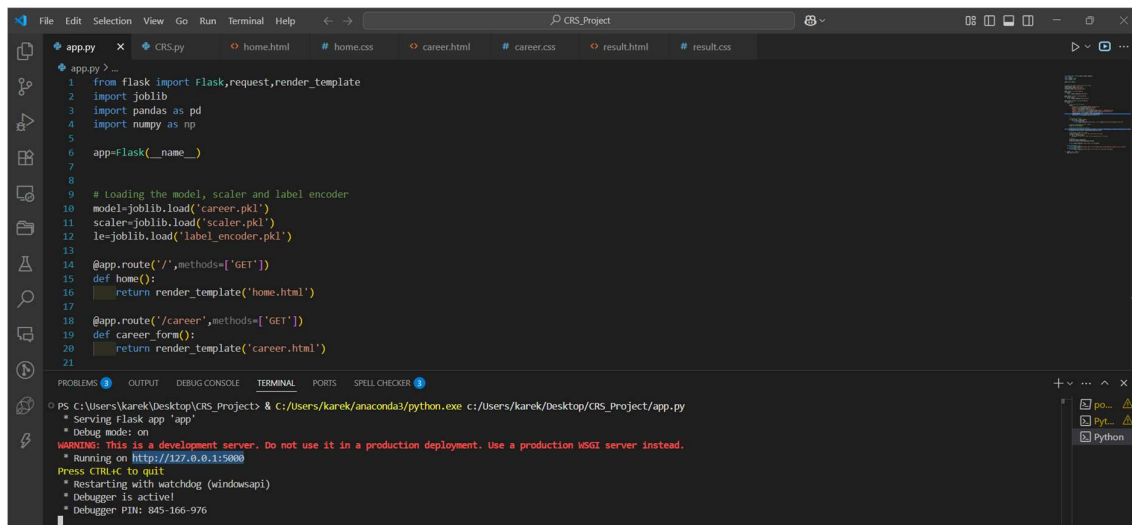 File Edit Selection View Go Run Terminal Help
CRS_Project
app.py
CRS.py
home.html
home.css
career.html
career.css
result.html
result.css
app.py > ...
1 from flask import Flask,request,render_template
2 import joblib
3 import pandas as pd
4 import numpy as np
5
6 app=Flask(__name__)
7
8
9 # Loading the model, scaler and label encoder
10 model=joblib.load('career.pkl')
11 scaler=joblib.load('scaler.pkl')
12 le=joblib.load('label_encoder.pkl')
13
14 @app.route('/',methods=['GET'])
15 def home():
16     return render_template('home.html')
17
18 @app.route('/career',methods=['GET'])
19 def career_form():
20     return render_template('career.html')
21
PROBLEMS 3 OUTPUT DEBUG CONSOLE TERMINAL PORTS SPELL CHECKER 3
PS C:\Users\karek\Desktop\CRS_Project> & C:/Users/karek/anaconda3/python.exe c:/Users/karek/Desktop/CRS_Project/app.py
* Serving Flask app 'app'
* Debug mode: on
WARNING: This is a development server. Do not use it in a production deployment. Use a production WSGI server instead.
* Running on http://127.0.0.1:5000
Press CTRL+C to quit
* Restarting with watchdog (windowsapi)
* Debugger is active!
* Debugger PIN: 845-166-976
po...
Pyt...
Python